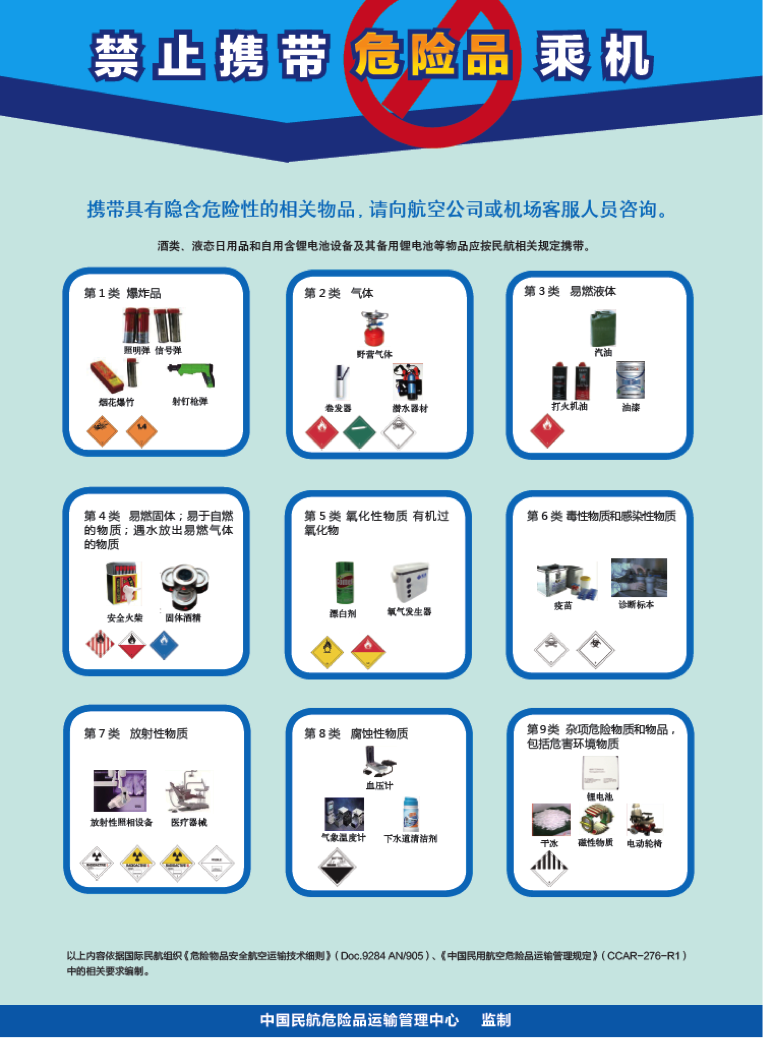 禁止携带危险品乘机
携带具有隐含危险性的相关物品,请向航空公司或机场客服人员咨询。
酒类、液态日用品和自用含锂电池设备及其备用锂电池等物品应按民航相关规定携带。
第1类 爆炸品
照明弹 信号弹
烟花爆竹 射钉枪弹
1.4
第2类 气体
野营气体
卷发器 潜水器材
第3类 易燃液体
汽油
打火机油 油漆
第4类 易燃固体;易于自燃
的物质;遇水放出易燃气体
的物质
安全火柴 固体酒精
第5类 氧化性物质 有机过
氧化物
漂白剂 氧气发生器
第6类 毒性物质和感染性物质
疫苗 诊断标本
第7类 放射性物质
放射性照相设备 医疗器械
第8类 腐蚀性物质
血压计
气象温度计 下水道清洁剂
第9类 杂项危险物质和物品,
包括危害环境物质
锂电池
干冰 磁性物质 电动轮椅
以上内容依据国际民航组织《危险物品安全航空运输技术细则》(Doc.9284 AN/905)、《中国民用航空危险品运输管理规定》(CCAR-276-R1)
中的相关要求编制。
中国民航危险品运输管理中心 监制